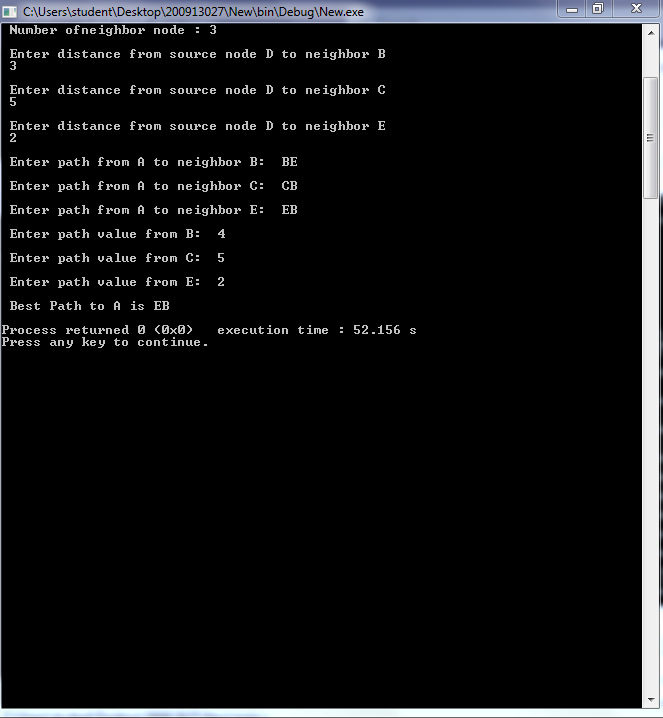 C:\Users\student\Desktop\200913027\New\bin\Debug\New.exe
Number ofneighbor node : 3
Enter distance from source node D to neighbor B
3
Enter distance from source node D to neighbor C
5
Enter distance from source node D to neighbor E
2
Enter path from A to neighbor B:  BE
Enter path from A to neighbor C:  CB
Enter path from A to neighbor E:  EB
Enter path value from B:  4
Enter path value from C:  5
Enter path value from E:  2
Best Path to A is EB
Process returned 0 (0x0)   execution time : 52.156 s
Press any key to continue.